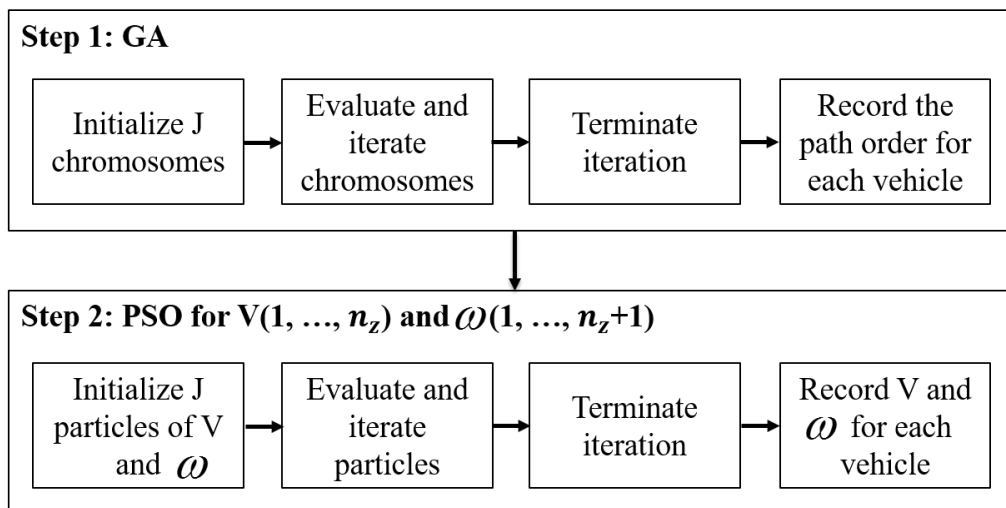 Step 1: GA
Initialize J
chromosomes
Evaluate and
iterate
chromosomes
Terminate
iteration
Record the
path order for
each vehicle
Step 2: PSO for V(1, …, n_z) and ω(1, …, n_z+1)
Initialize J
particles of V
and ω
Evaluate and
iterate
particles
Terminate
iteration
Record V and
ω for each
vehicle